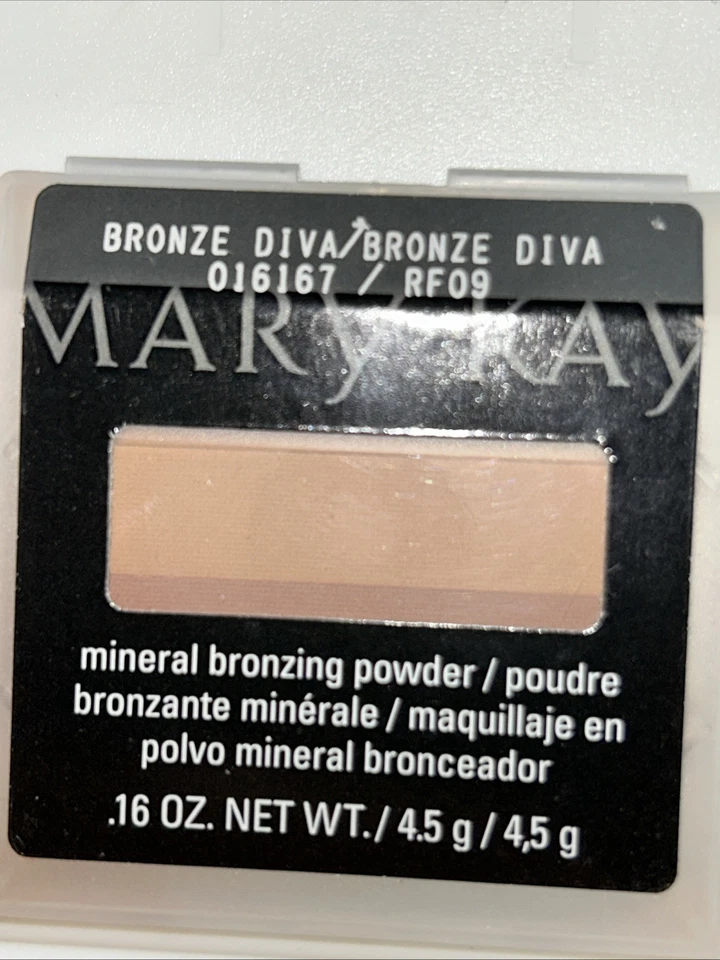 BRONZE DIVA/BRONZE DIVA
016167 / RF09
MARY KAY
mineral bronzing powder / poudre
bronzante minérale / maquillaje en
polvo mineral bronceador
.16 OZ. NET WT. / 4.5 g / 4,5 g